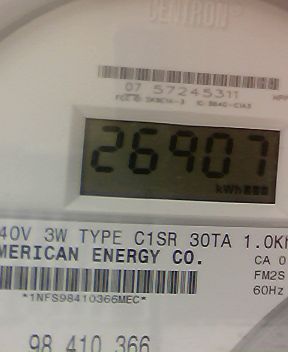 CENTRON®
07 57245311
26907
kWh
40V 3W TYPE C1SR 30TA 1.0Kh
MERICAN ENERGY CO.
CA 0
FM2S
60Hz
*1NFS98410366MEC*
98 410 366